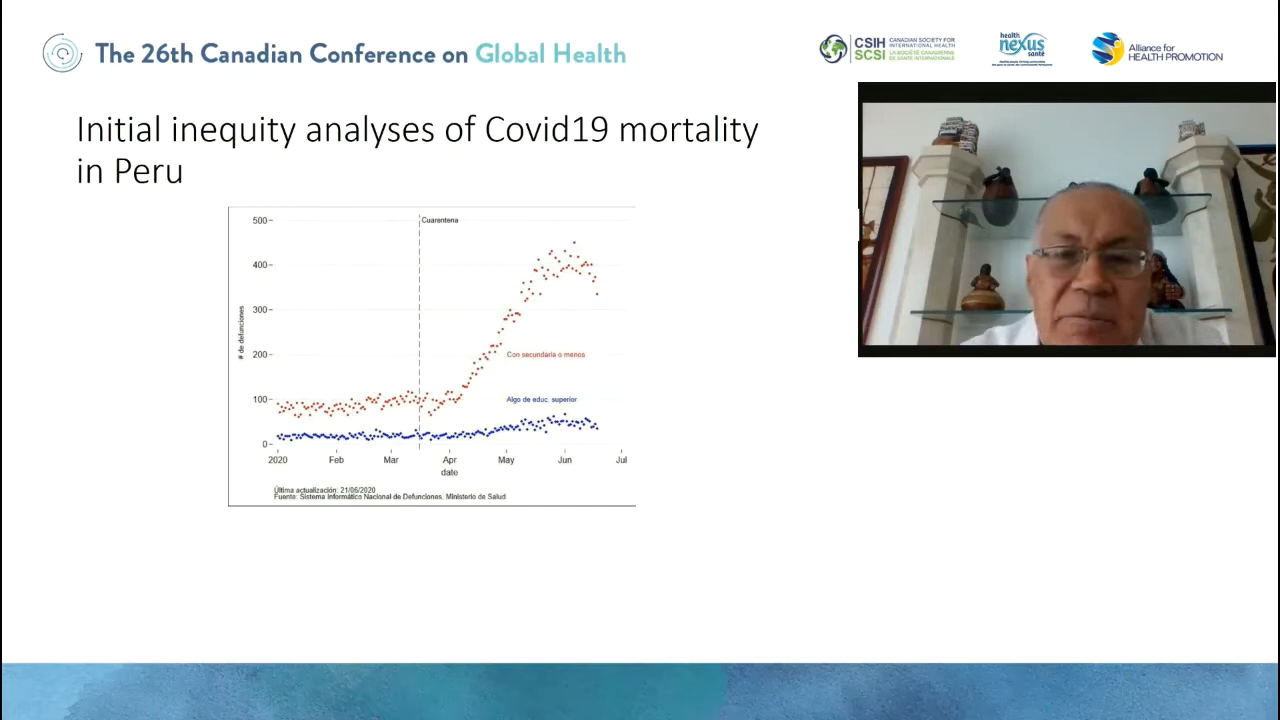 The 26th Canadian Conference on Global Health
CSIH
SCSI
CANADIAN SOCIETY FOR
INTERNATIONAL HEALTH
LA SOCIÉTÉ CANADIENNE
DE SANTÉ INTERNATIONALE
health
nexus
santé
Alliance for
HEALTH PROMOTION
Initial inequity analyses of Covid19 mortality
in Peru
500
Cuarentena
400
300
# de defunciones
200
Con secundaria o menos
100
Algo de educ. superior
0
2020 Feb Mar Apr May Jun Jul
date
Última actualización: 21/06/2020
Fuente: Sistema Informático Nacional de Defunciones, Ministerio de Salud